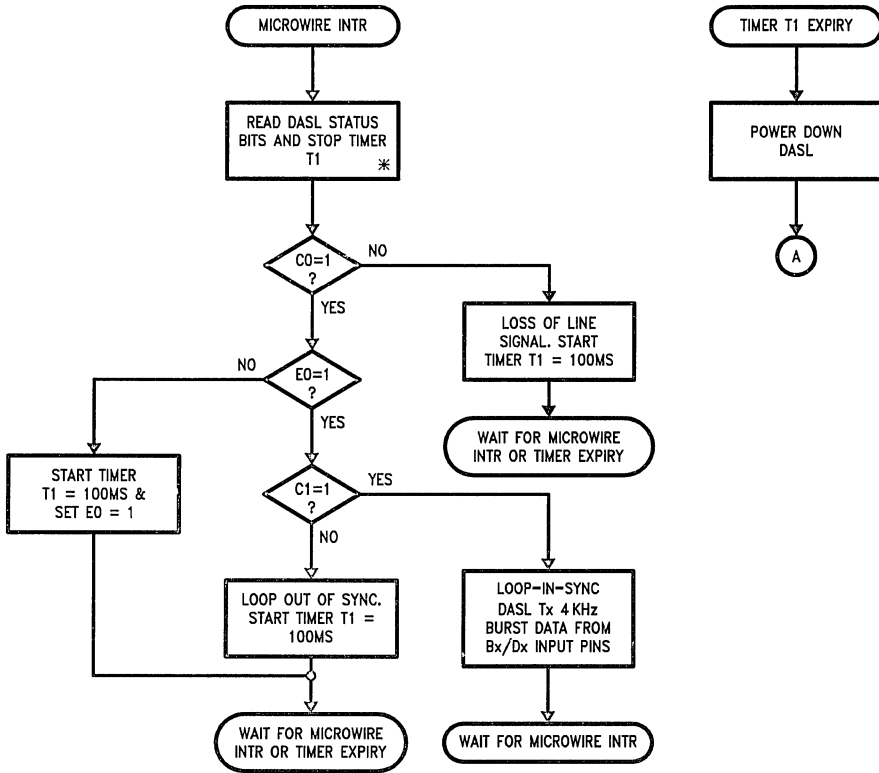 MICROWIRE INTR
TIMER T1 EXPIRY
READ DASL STATUS
BITS AND STOP TIMER
T1 *
POWER DOWN
DASL
A
C0=1
?
NO
YES
LOSS OF LINE
SIGNAL. START
TIMER T1 = 100MS
WAIT FOR MICROWIRE
INTR OR TIMER EXPIRY
E0=1
?
NO
YES
START TIMER
T1 = 100MS &
SET E0 = 1
C1=1
?
YES
NO
LOOP OUT OF SYNC.
START TIMER T1 =
100MS
LOOP-IN-SYNC
DASL Tx 4 KHz
BURST DATA FROM
Bx/Dx INPUT PINS
WAIT FOR MICROWIRE
INTR OR TIMER EXPIRY
WAIT FOR MICROWIRE INTR